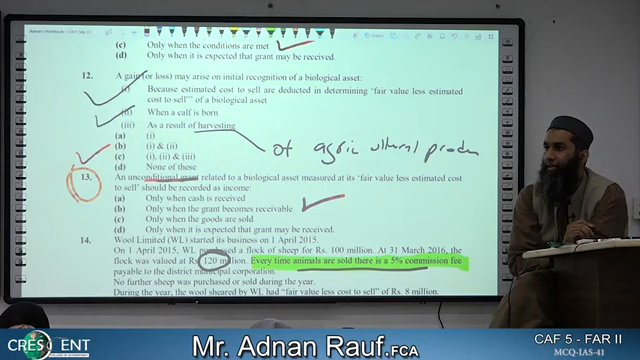 Adnan's Notebook » CAF5 Sep 22
(c) Only when the conditions are met
(d) Only when it is expected that grant may be received.
12. A gain (or loss) may arise on initial recognition of a biological asset:
(i) Because estimated cost to sell are deducted in determining ‘fair value less estimated
cost to sell”’ of a biological asset
(ii) When a calf is born
(iii) As a result of harvesting
of agric ultural produ
(a) (i)
(b) (i) & (ii)
(c) (i), (ii) & (iii)
(d) None of these
13. An unconditional grant related to a biological asset measured at its ‘fair value less estimated
cost to sell’ should be recorded as income:
(a) Only when cash is received
(b) Only when the grant becomes receivable
(c) Only when the goods are sold
(d) Only when it is expected that grant may be received.
14. Wool Limited (WL) started its business on 1 April 2015.
On 1 April 2015, WL purchased a flock of sheep for Rs. 100 million. At 31 March 2016, the
flock was valued at Rs. 120 million. Every time animals are sold there is a 5% commission fee
payable to the district municipal corporation.
No further sheep was purchased or sold during the year.
During the year, the wool sheared by WL had “fair value less cost to sell” of Rs. 8 million.
CRESCENT
Mr. Adnan Rauf.FCA
CAF 5 - FAR II
MCQ-IAS-41